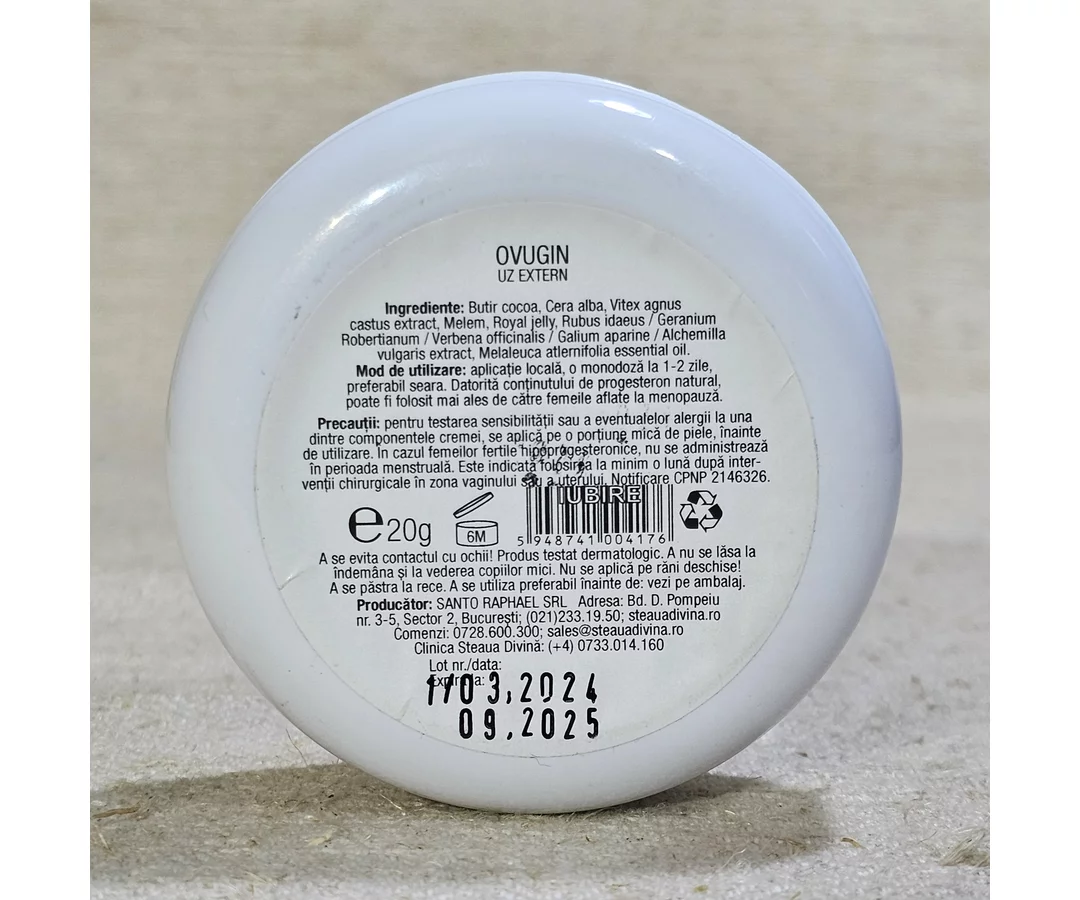 OVUGIN
UZ EXTERN
Ingrediente: Butir cocoa, Cera alba, Vitex agnus
castus extract, Melem, Royal jelly, Rubus idaeus / Geranium
Robertianum / Verbena officinalis / Galium aparine / Alchemilla
vulgaris extract, Melaleuca atlernifolia essential oil.
Mod de utilizare: aplicație locală, o monodoză la 1-2 zile,
preferabil seara. Datorită conținutului de progesteron natural,
poate fi folosit mai ales de către femeile aflate la menopauză.
Precauții: pentru testarea sensibilității sau a eventualelor alergii la una
dintre componentele cremei, se aplică pe o porțiune mică de piele, înainte
de utilizare. In cazul femeilor fertile hipoprogesteronice, nu se administrează
în perioada menstruală. Este indicată folosirea la minim o lună după inter-
venții chirurgicale în zona vaginului sau a uterului. Notificare CPNP 2146326.
IUBIRE
e 20g
6M
5 948741 004176
A se evita contactul cu ochii! Produs testat dermatologic. A nu se lăsa la
îndemâna și la vederea copiilor mici. Nu se aplică pe răni deschise!
A se păstra la rece. A se utiliza preferabil înainte de: vezi pe ambalaj.
Producător: SANTO RAPHAEL SRL Adresa: Bd. D. Pompeiu
nr. 3-5, Sector 2, București; (021)233.19.50; steauadivina.ro
Comenzi: 0728.600.300; sales@steauadivina.ro
Clinica Steaua Divină: (+4) 0733.014.160
Lot nr./data:
Expiră la:
1/03,2024
09,2025